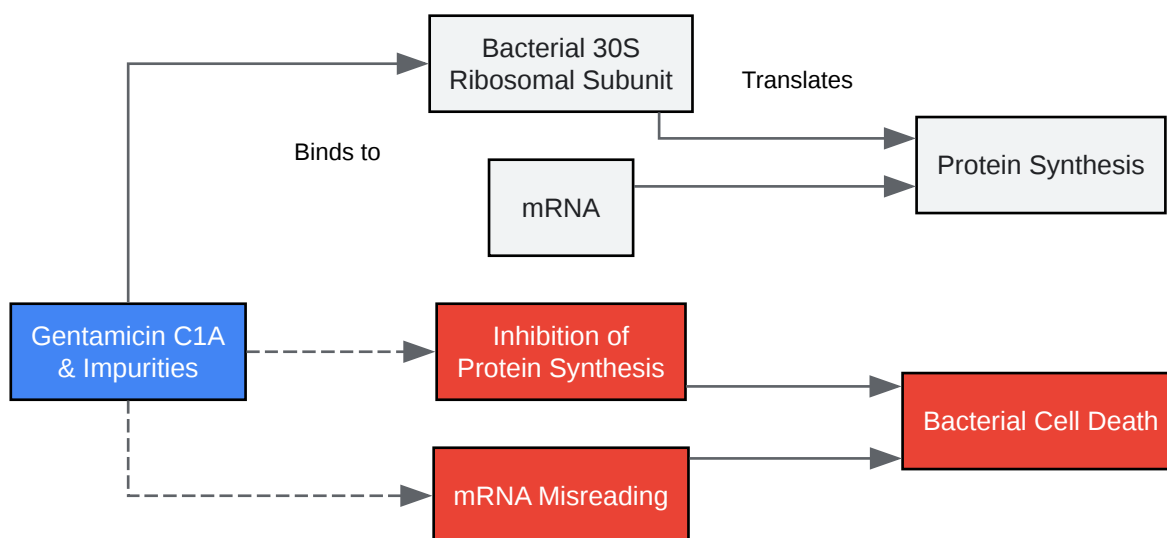 Bacterial 30S
Ribosomal Subunit
Translates
Binds to
Protein Synthesis
mRNA
Gentamicin C1A
& Impurities
Inhibition of
Protein Synthesis
Bacterial Cell Death
mRNA Misreading